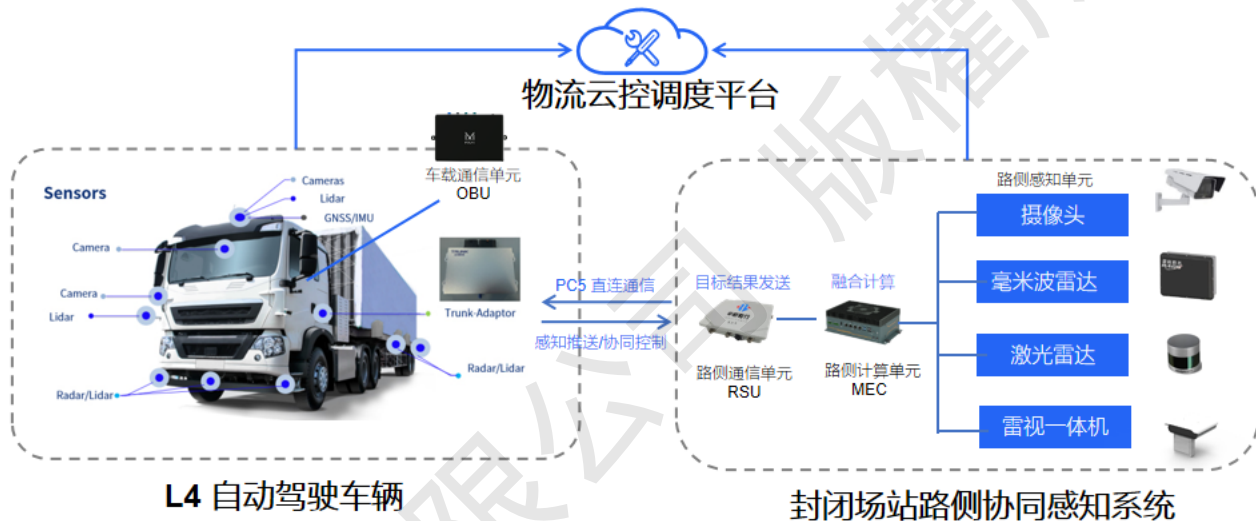 物流云控调度平台
Sensors
Cameras
Lidar
GNSS/IMU
Camera
Camera
Lidar
Radar/Lidar
Radar/Lidar
Trunk-Adaptor
车载通信单元
OBU
L4 自动驾驶车辆
PC5 直连通信
感知推送/协同控制
目标结果发送
融合计算
路侧通信单元
RSU
路侧计算单元
MEC
路侧感知单元
摄像头
毫米波雷达
激光雷达
雷视一体机
封闭场站路侧协同感知系统
限公司 版權